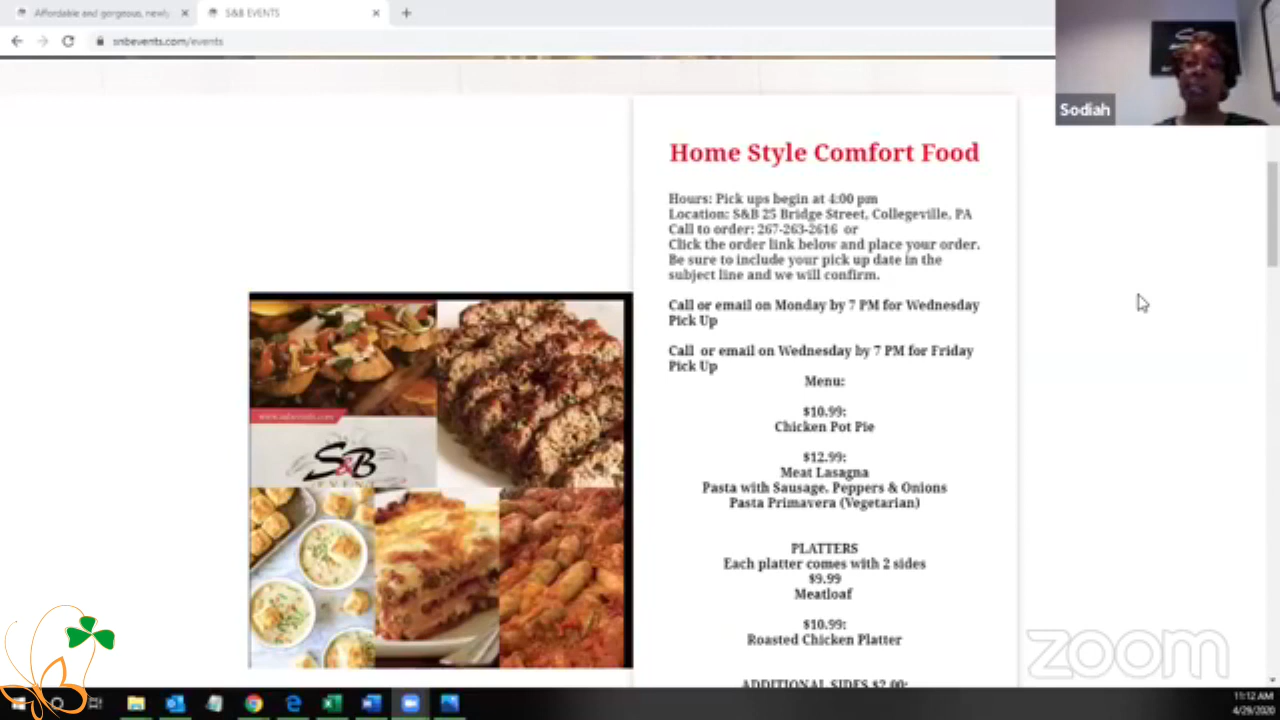 Affordable and gorgeous, newly
S&B EVENTS
snbevents.com/events
Sodiah
Home Style Comfort Food
Hours: Pick ups begin at 4:00 pm
Location: S&B 25 Bridge Street, Collegeville, PA
Call to order: 267-263-2616 or
Click the order link below and place your order.
Be sure to include your pick up date in the
subject line and we will confirm.
Call or email on Monday by 7 PM for Wednesday
Pick Up
Call or email on Wednesday by 7 PM for Friday
Pick Up
Menu:
$10.99:
Chicken Pot Pie
$12.99:
Meat Lasagna
Pasta with Sausage, Peppers & Onions
Pasta Primavera (Vegetarian)
PLATTERS
Each platter comes with 2 sides
$9.99
Meatloaf
$10.99:
Roasted Chicken Platter
ADDITIONAL SIDES $2.00:
www.snbevents.com
S&B
EVENT
zoom
11:12 AM
4/29/2020